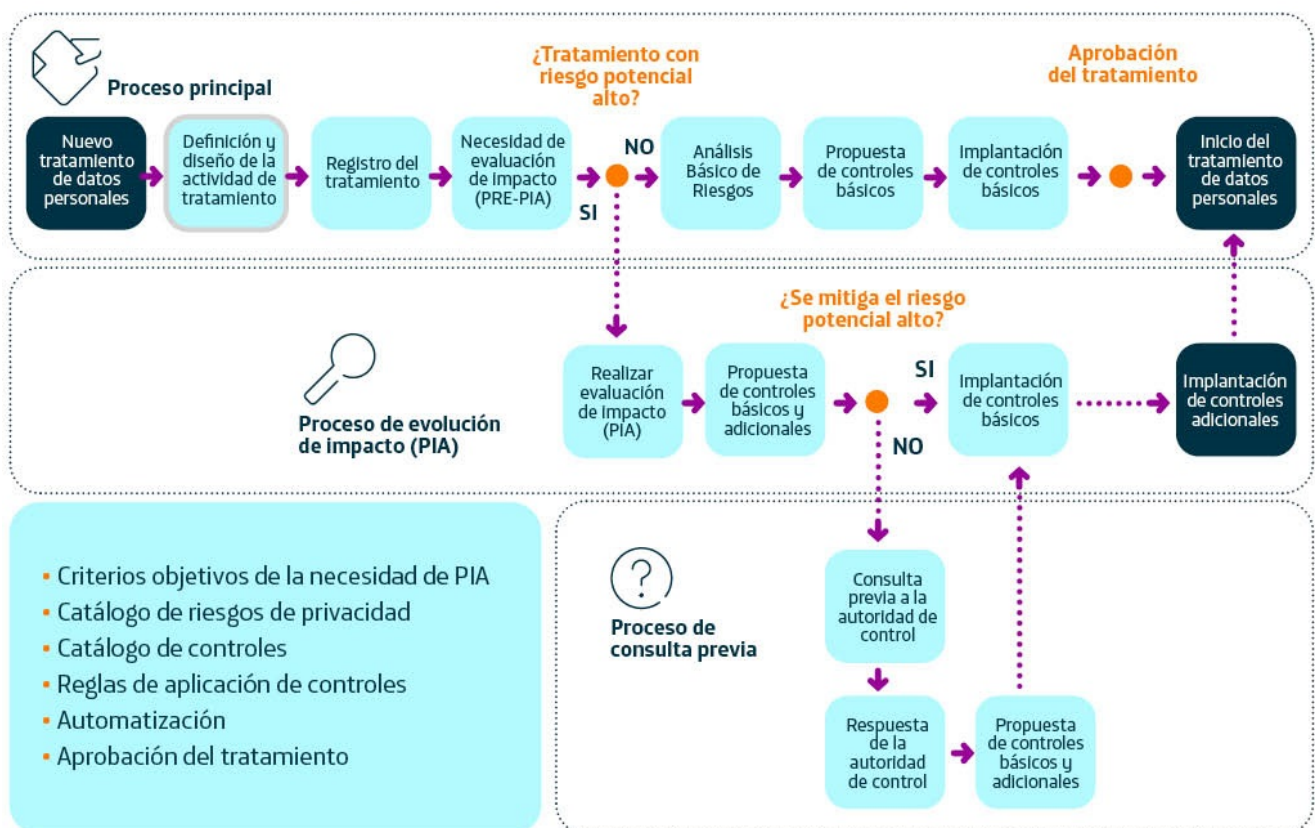 Proceso principal
¿Tratamiento con
riesgo potencial
alto?
Aprobación
del tratamiento
Nuevo
tratamiento
de datos
personales
Definición y
diseño de la
actividad de
tratamiento
Registro del
tratamiento
Necesidad de
evaluación
de impacto
(PRE-PIA)
NO
SI
Análisis
Básico de
Riesgos
Propuesta
de controles
básicos
Implantación
de controles
básicos
Inicio del
tratamiento
de datos
personales
¿Se mitiga el riesgo
potencial alto?
Proceso de evolución
de impacto (PIA)
Realizar
evaluación
de impacto
(PIA)
Propuesta
de controles
básicos y
adicionales
SI
NO
Implantación
de controles
básicos
Implantación
de controles
adicionales
▪ Criterios objetivos de la necesidad de PIA
▪ Catálogo de riesgos de privacidad
▪ Catálogo de controles
▪ Reglas de aplicación de controles
▪ Automatización
▪ Aprobación del tratamiento
?
Proceso de
consulta previa
Consulta
previa a la
autoridad de
control
Respuesta
de la
autoridad
de control
Propuesta
de controles
básicos y
adicionales